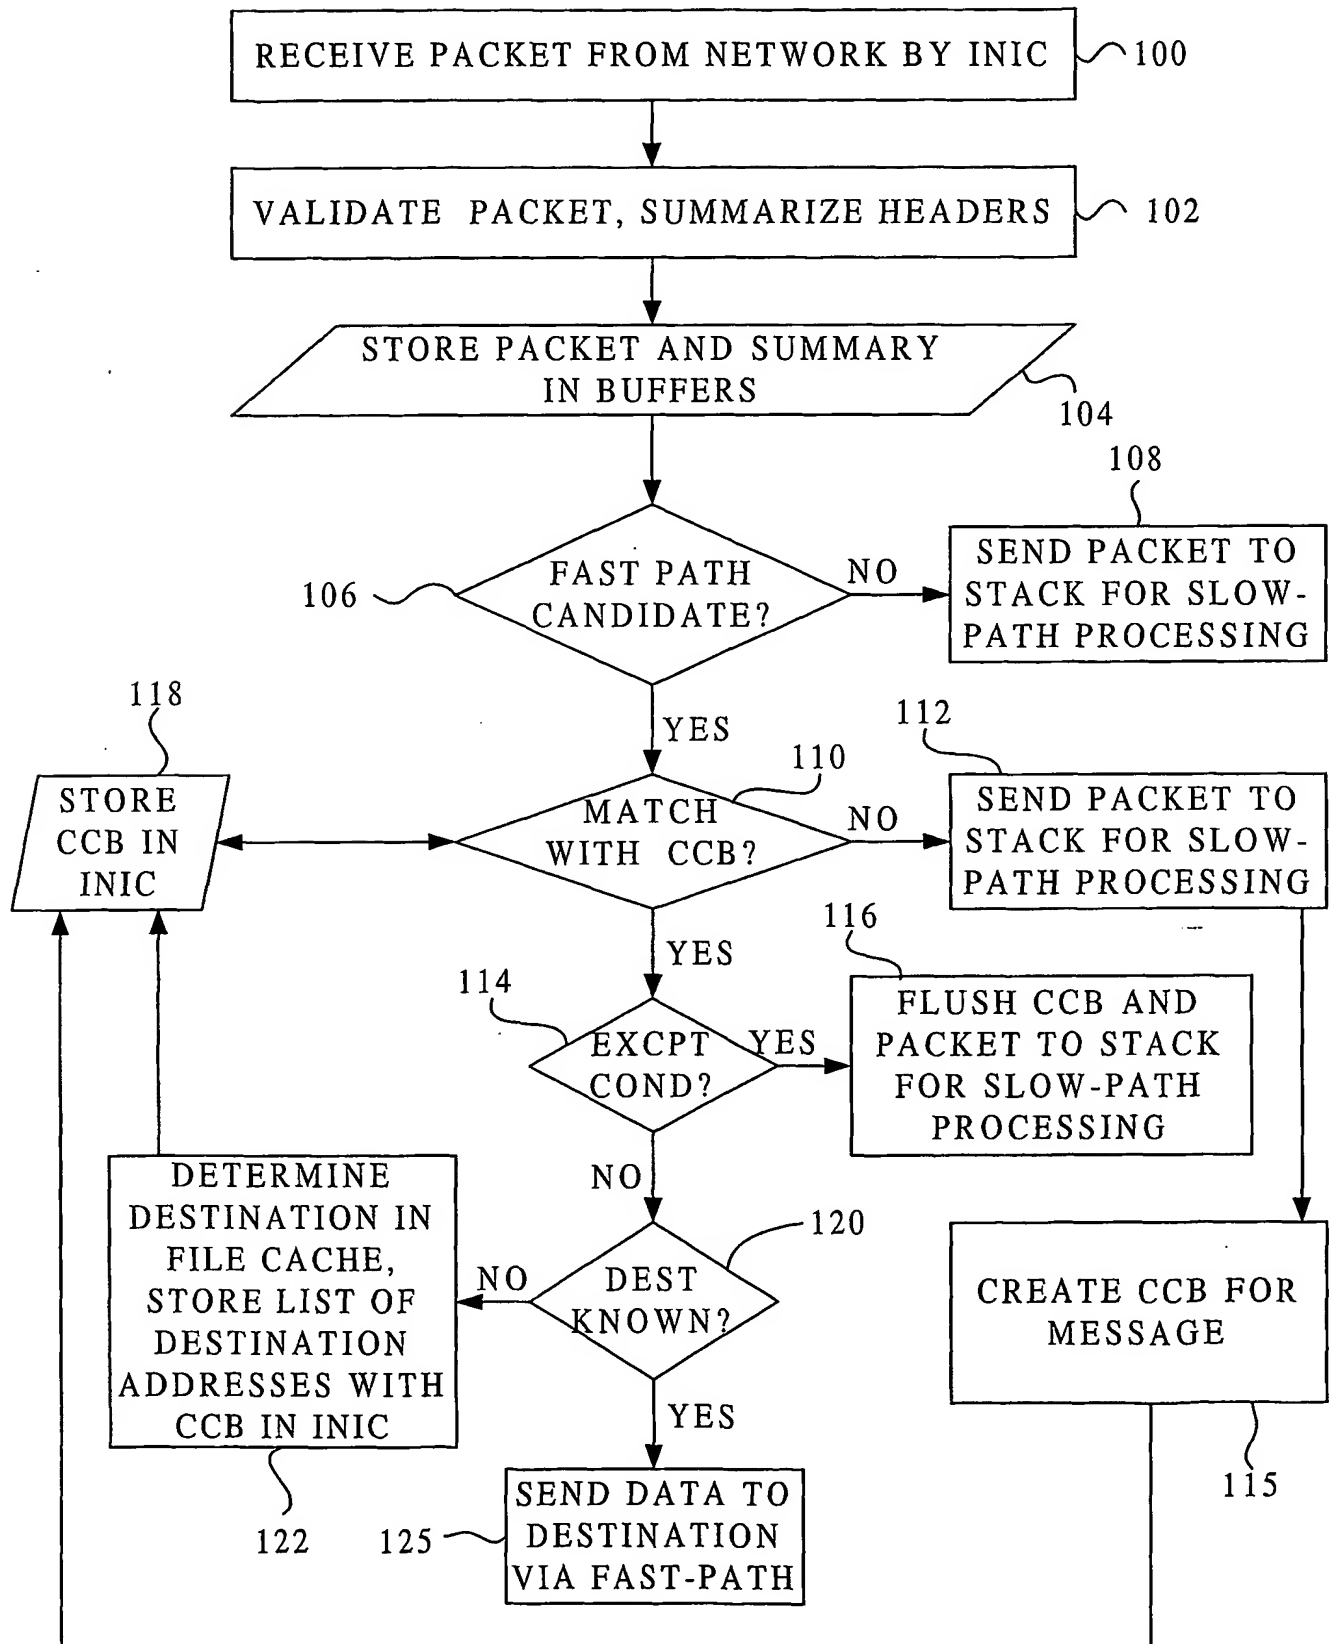 RECEIVE PACKET FROM NETWORK BY INIC
100
VALIDATE PACKET, SUMMARIZE HEADERS
102
STORE PACKET AND SUMMARY
IN BUFFERS
104
108
FAST PATH
CANDIDATE?
106
NO
SEND PACKET TO
STACK FOR SLOW-
PATH PROCESSING
YES
118
STORE
CCB IN
INIC
110
MATCH
WITH CCB?
NO
112
SEND PACKET TO
STACK FOR SLOW-
PATH PROCESSING
YES
114
EXCPT
COND?
YES
116
FLUSH CCB AND
PACKET TO STACK
FOR SLOW-PATH
PROCESSING
NO
120
DEST
KNOWN?
NO
DETERMINE
DESTINATION IN
FILE CACHE,
STORE LIST OF
DESTINATION
ADDRESSES WITH
CCB IN INIC
122
CREATE CCB FOR
MESSAGE
115
YES
SEND DATA TO
DESTINATION
VIA FAST-PATH
125